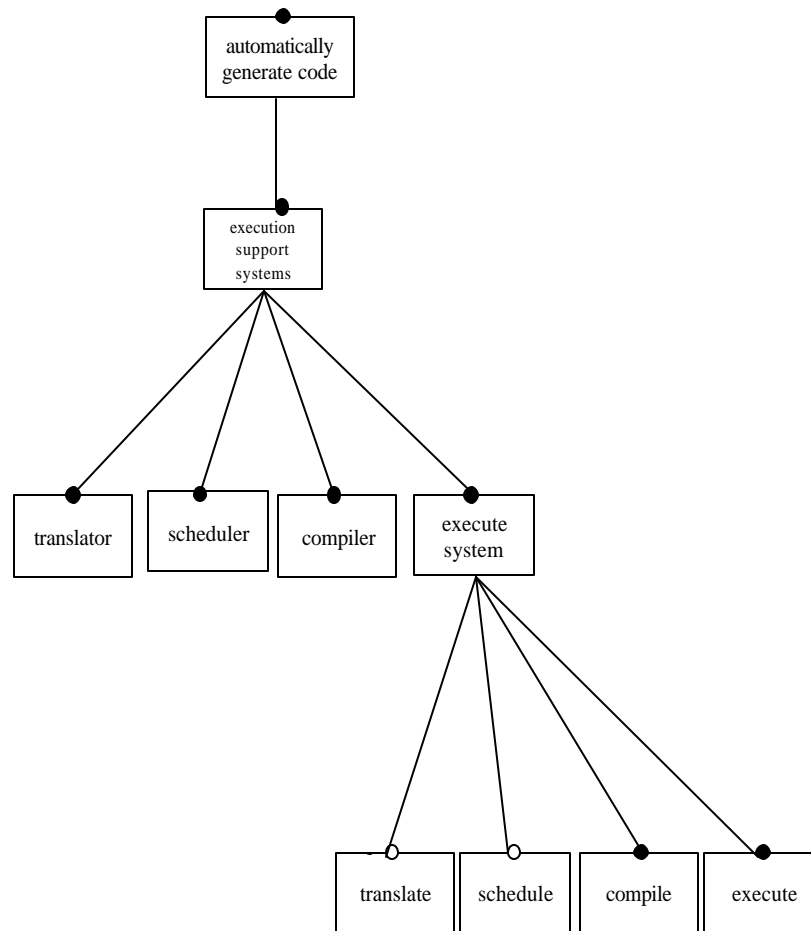 automatically
generate code
execution
support
systems
translator
scheduler
compiler
execute
system
translate
schedule
compile
execute